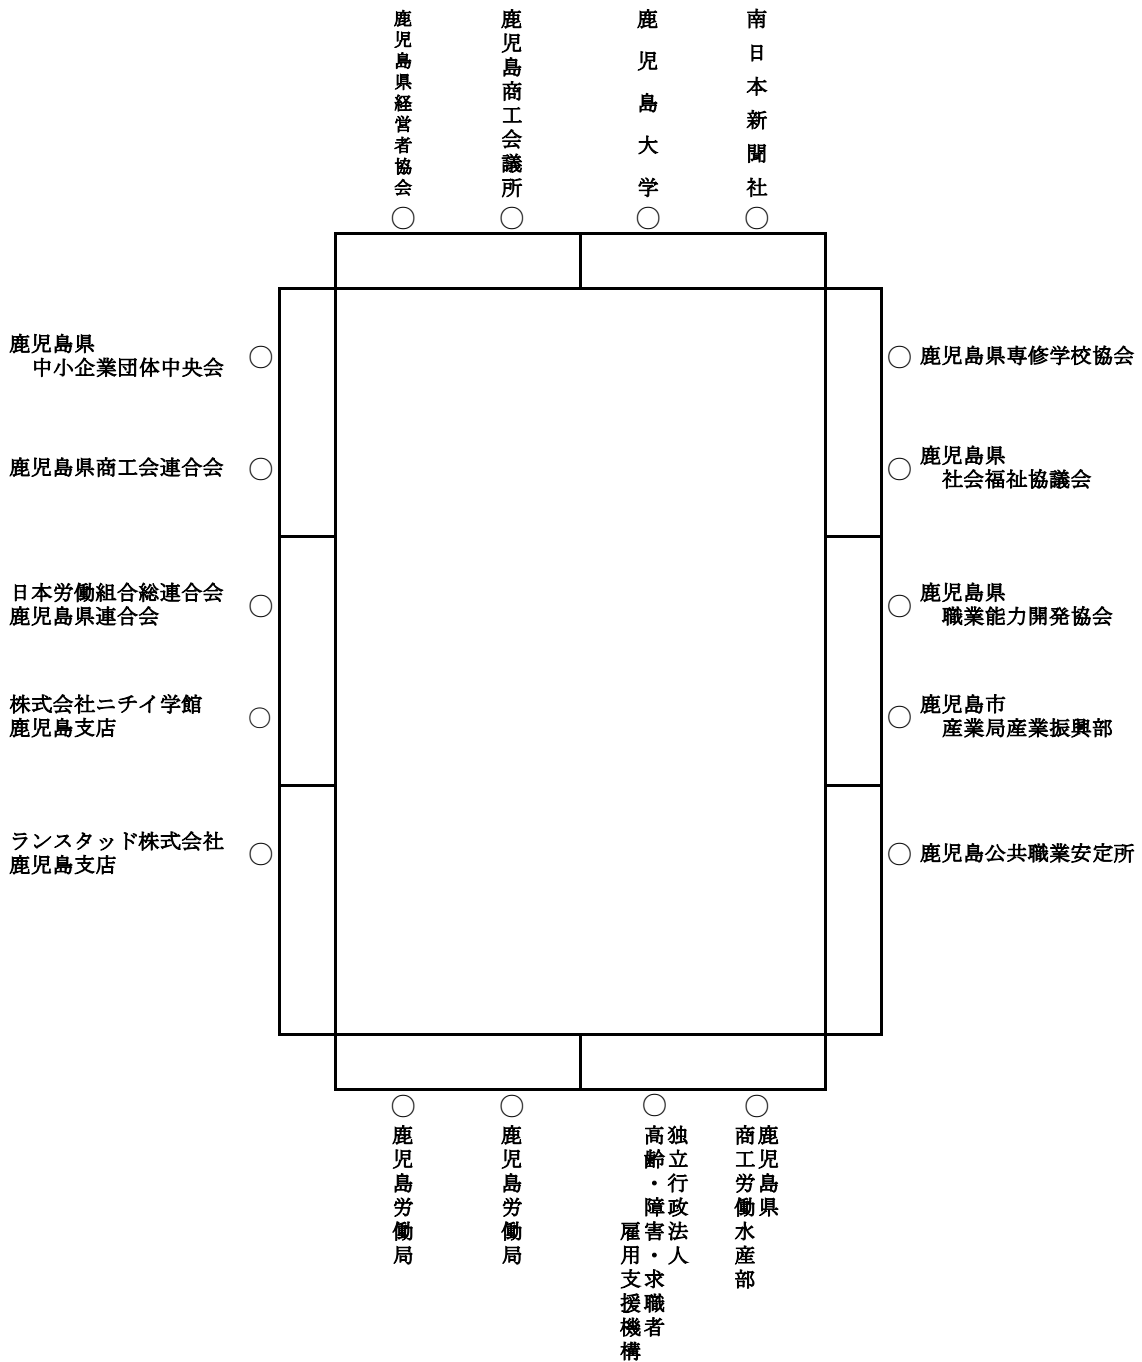 鹿児島県経営者協会
鹿児島商工会議所
鹿児島大学
南日本新聞社
鹿児島県
中小企業団体中央会
鹿児島県商工会連合会
日本労働組合総連合会
鹿児島県連合会
株式会社ニチイ学館
鹿児島支店
ランスタッド株式会社
鹿児島支店
鹿児島県専修学校協会
鹿児島県
社会福祉協議会
鹿児島県
職業能力開発協会
鹿児島市
産業局産業振興部
鹿児島公共職業安定所
鹿児島労働局
鹿児島労働局
独立行政法人
高齢・障害・求職者
雇用支援機構
鹿児島県
商工労働水産部